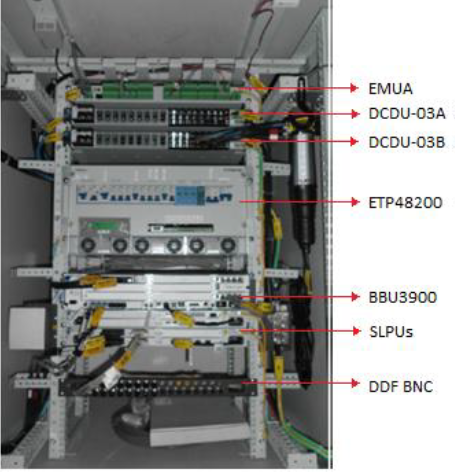 EMUA
DCDU-03A
DCDU-03B
ETP48200
BBU3900
SLPUs
DDF BNC